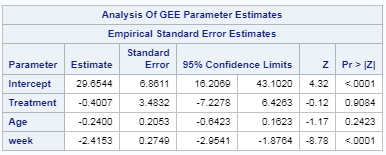 Analysis Of GEE Parameter Estimates
Empirical Standard Error Estimates
Parameter Estimate Standard Error 95% Confidence Limits Z Pr > |Z|
Intercept 29.6544 6.8611 16.2069 43.1020 4.32 <.0001
Treatment -0.4007 3.4832 -7.2278 6.4263 -0.12 0.9084
Age -0.2400 0.2053 -0.6423 0.1623 -1.17 0.2423
week -2.4153 0.2749 -2.9541 -1.8764 -8.78 <.0001